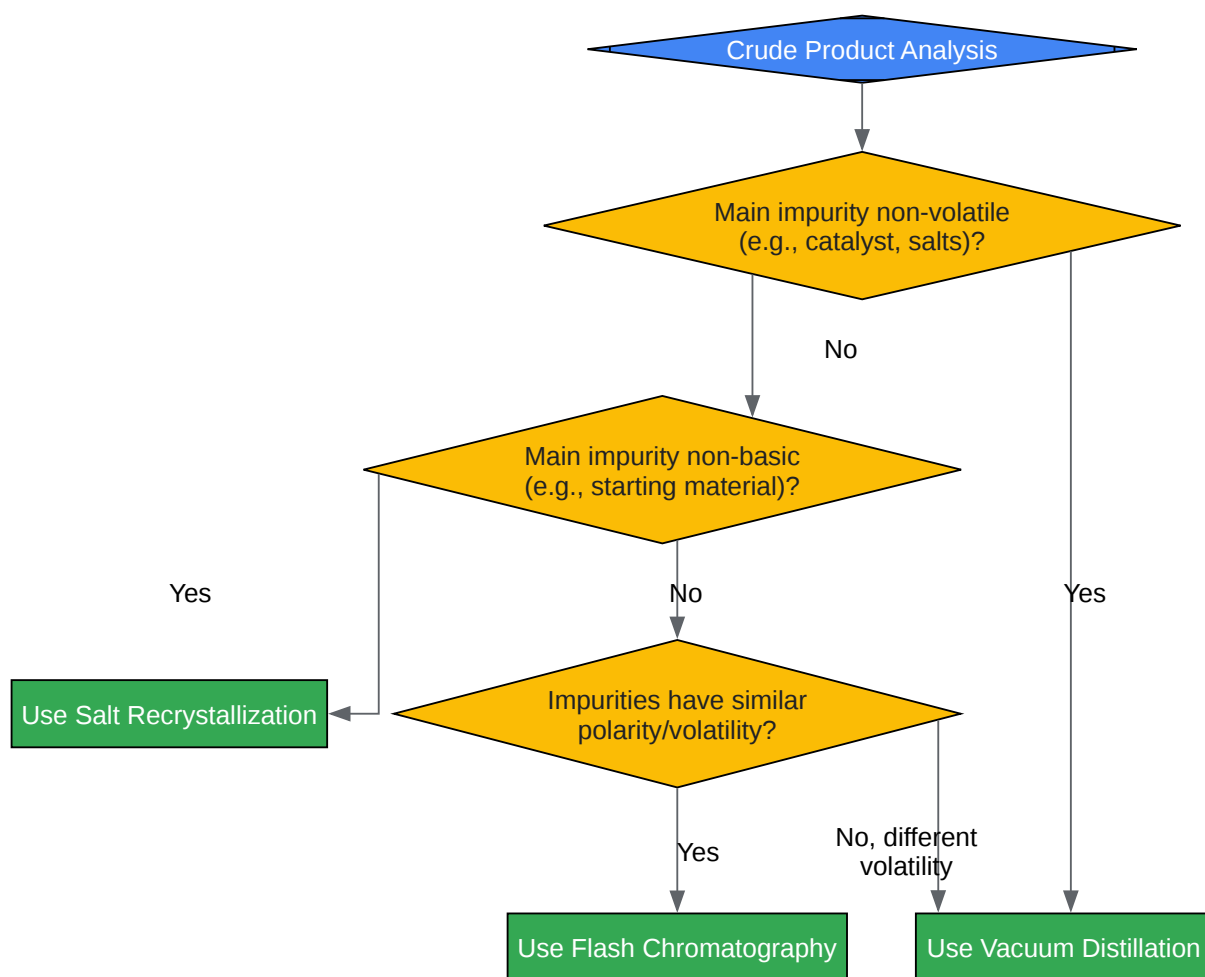 Crude Product Analysis
Main impurity non-volatile
(e.g., catalyst, salts)?
No
Main impurity non-basic
(e.g., starting material)?
Yes
No
Yes
Use Salt Recrystallization
Impurities have similar
polarity/volatility?
Yes
No, different
volatility
Use Flash Chromatography
Use Vacuum Distillation